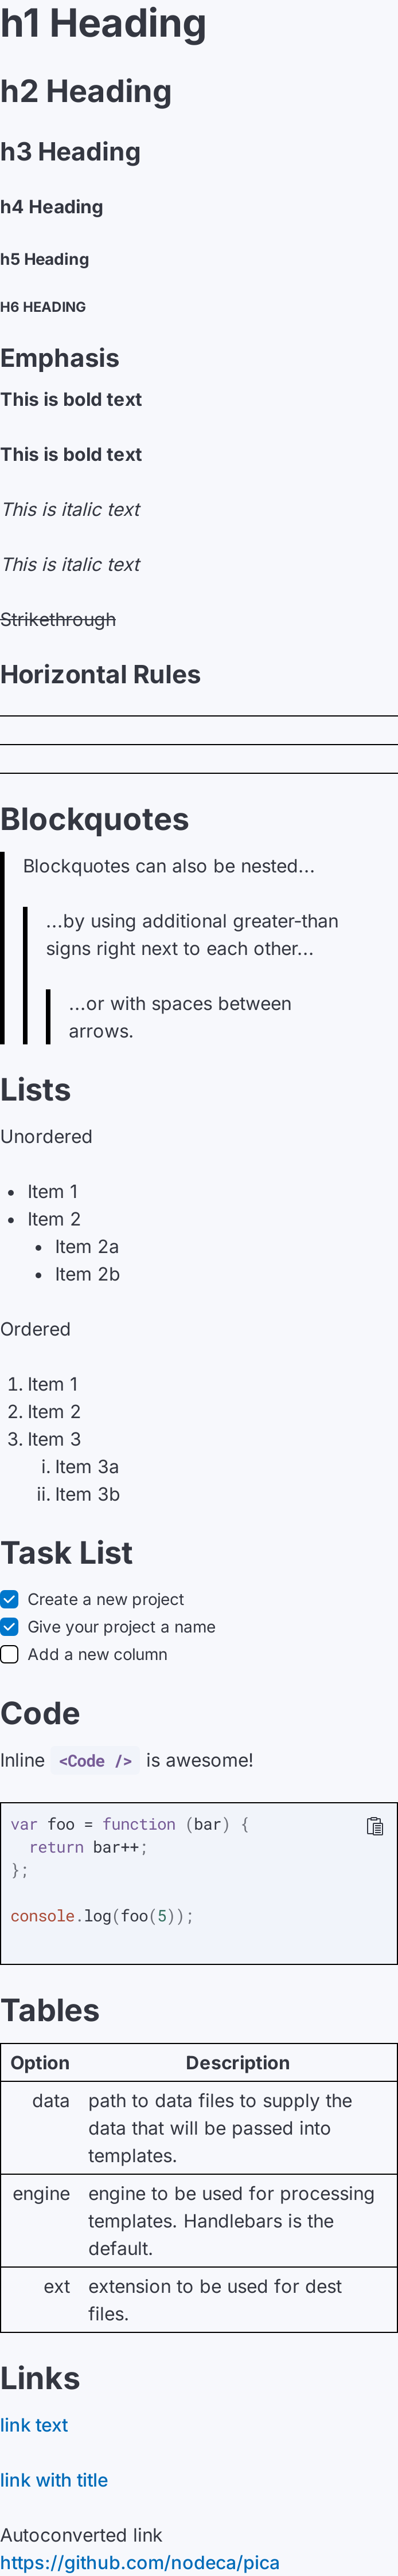 h1 Heading
h2 Heading
h3 Heading
h4 Heading
h5 Heading
H6 HEADING
Emphasis
This is bold text
This is bold text
This is italic text
This is italic text
Strikethrough
Horizontal Rules
Blockquotes
Blockquotes can also be nested...
...by using additional greater-than
signs right next to each other...
...or with spaces between
arrows.
Lists
Unordered
• Item 1
• Item 2
• Item 2a
• Item 2b
Ordered
1. Item 1
2. Item 2
3. Item 3
i. Item 3a
ii. Item 3b
Task List
Create a new project
Give your project a name
Add a new column
Code
Inline <Code /> is awesome!
var foo = function (bar) {
  return bar++;
};
console.log(foo(5));
Tables
Option Description
data path to data files to supply the
data that will be passed into
templates.
engine engine to be used for processing
templates. Handlebars is the
default.
ext extension to be used for dest
files.
Links
link text
link with title
Autoconverted link
https://github.com/nodeca/pica